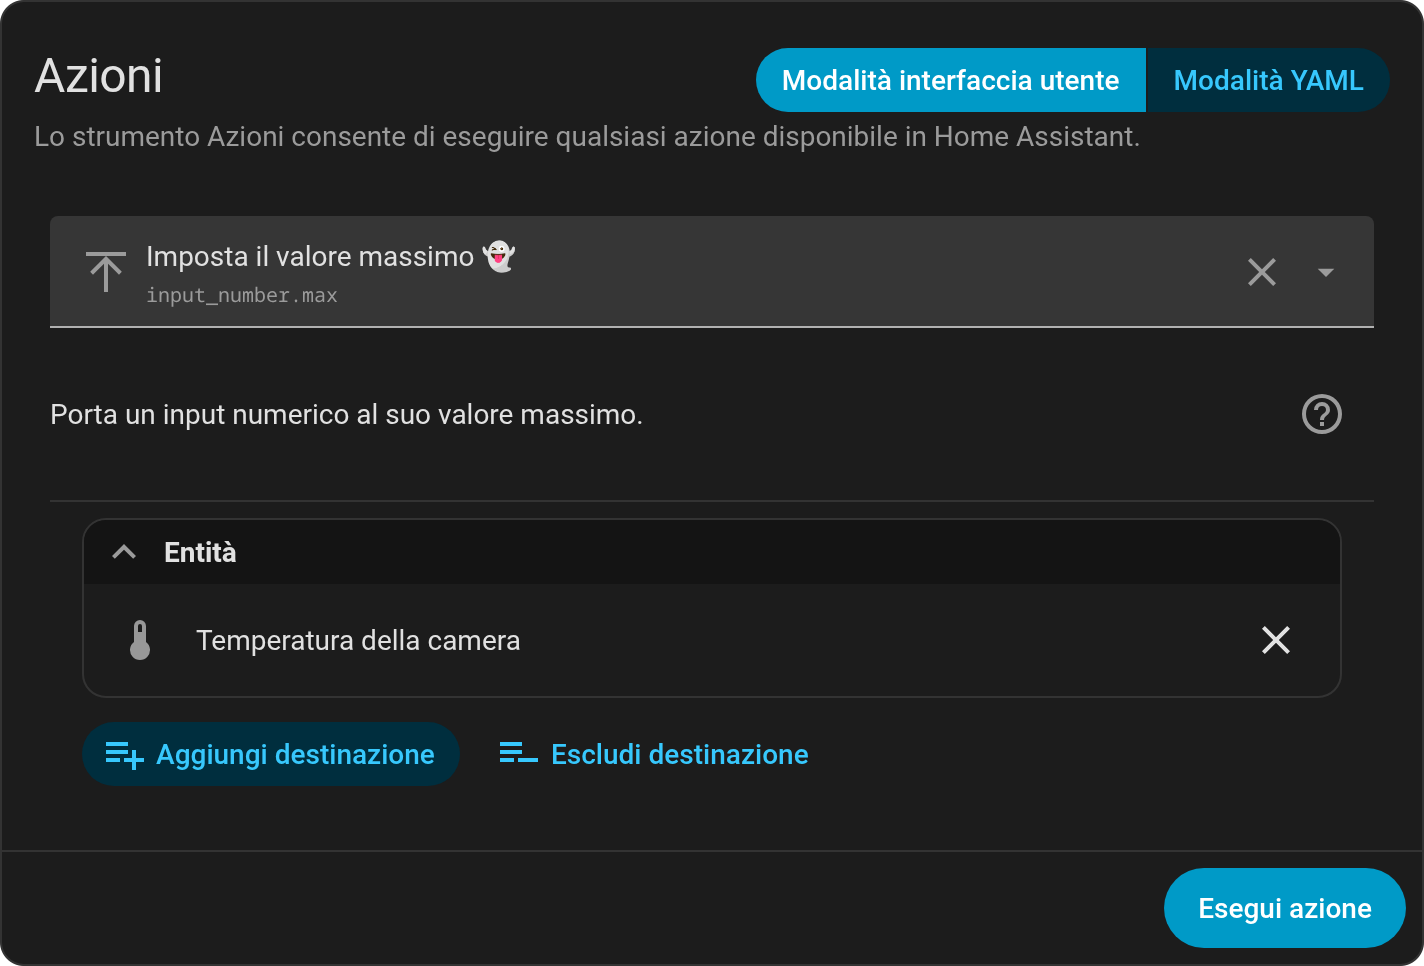 Azioni
Modalità interfaccia utente
Modalità YAML
Lo strumento Azioni consente di eseguire qualsiasi azione disponibile in Home Assistant.
Imposta il valore massimo 👻
input_number.max
Porta un input numerico al suo valore massimo.
Entità
Temperatura della camera
Aggiungi destinazione
Escludi destinazione
Esegui azione